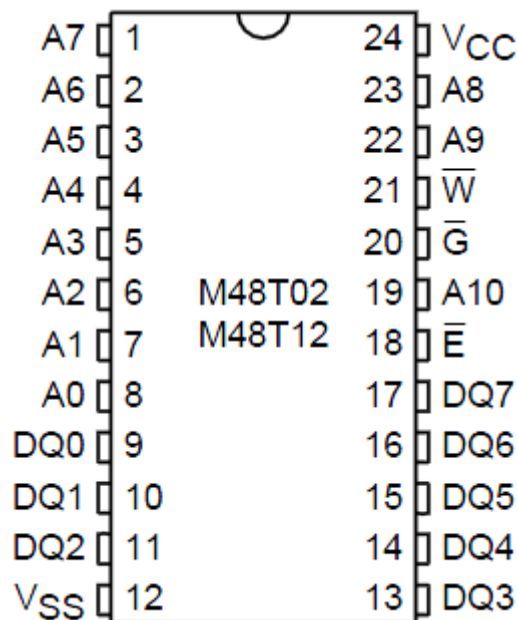 A7 1 24 VCC
A6 2 23 A8
A5 3 22 A9
A4 4 21 W̅
A3 5 20 G̅
A2 6 M48T02 19 A10
A1 7 M48T12 18 E̅
A0 8 17 DQ7
DQ0 9 16 DQ6
DQ1 10 15 DQ5
DQ2 11 14 DQ4
VSS 12 13 DQ3